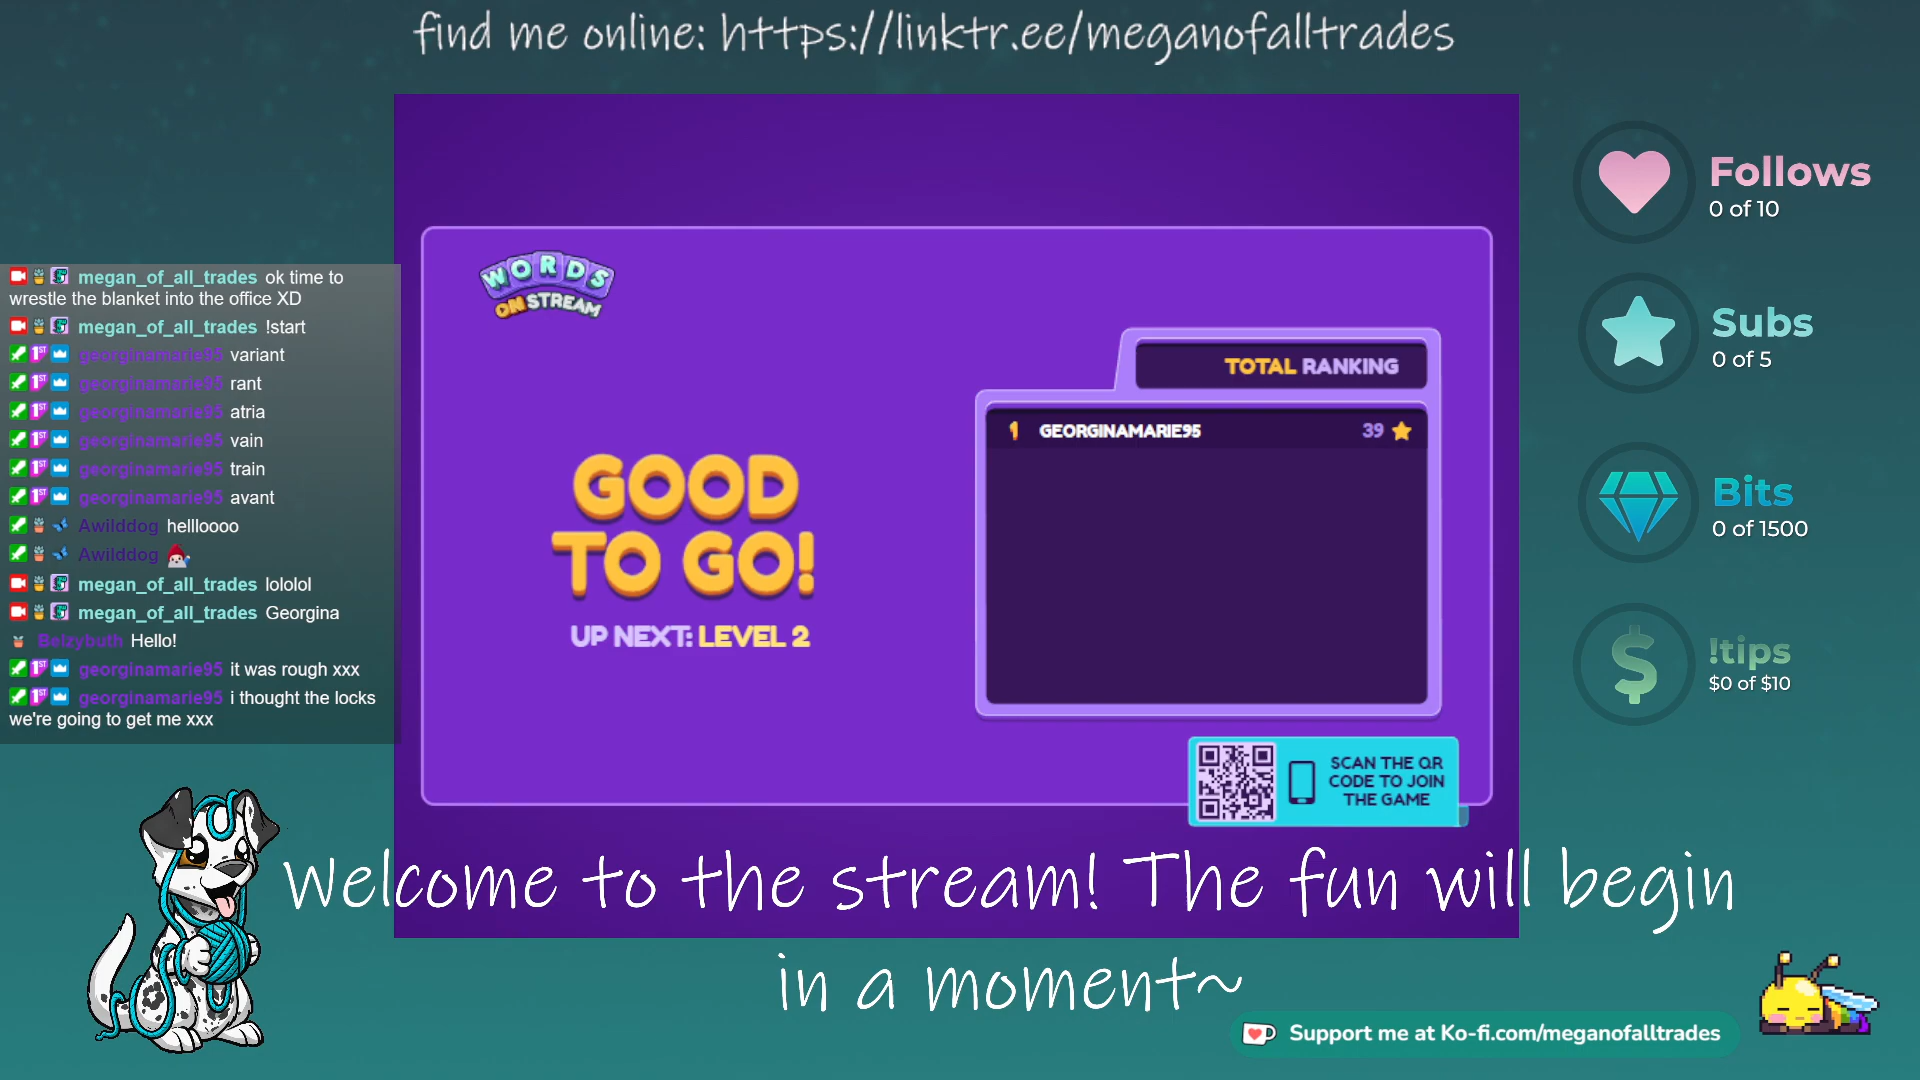 find me online: https://linktr.ee/meganofalltrades
Follows
0 of 10
Subs
0 of 5
Bits
0 of 1500
!tips
$0 of $10
megan_of_all_trades ok time to
wrestle the blanket into the office XD
megan_of_all_trades !start
georginamarie95 variant
georginamarie95 rant
georginamarie95 atria
georginamarie95 vain
georginamarie95 train
georginamarie95 avant
Awilddog hellloooo
Awilddog
megan_of_all_trades lololol
megan_of_all_trades Georgina
Belzybuth Hello!
georginamarie95 it was rough xxx
georginamarie95 i thought the locks
we're going to get me xxx
WORDS
ON STREAM
GOOD
TO GO!
UP NEXT: LEVEL 2
TOTAL RANKING
1 GEORGINAMARIE95 39
SCAN THE QR
CODE TO JOIN
THE GAME
Welcome to the stream! The fun will begin
in a moment~
Support me at Ko-fi.com/meganofalltrades